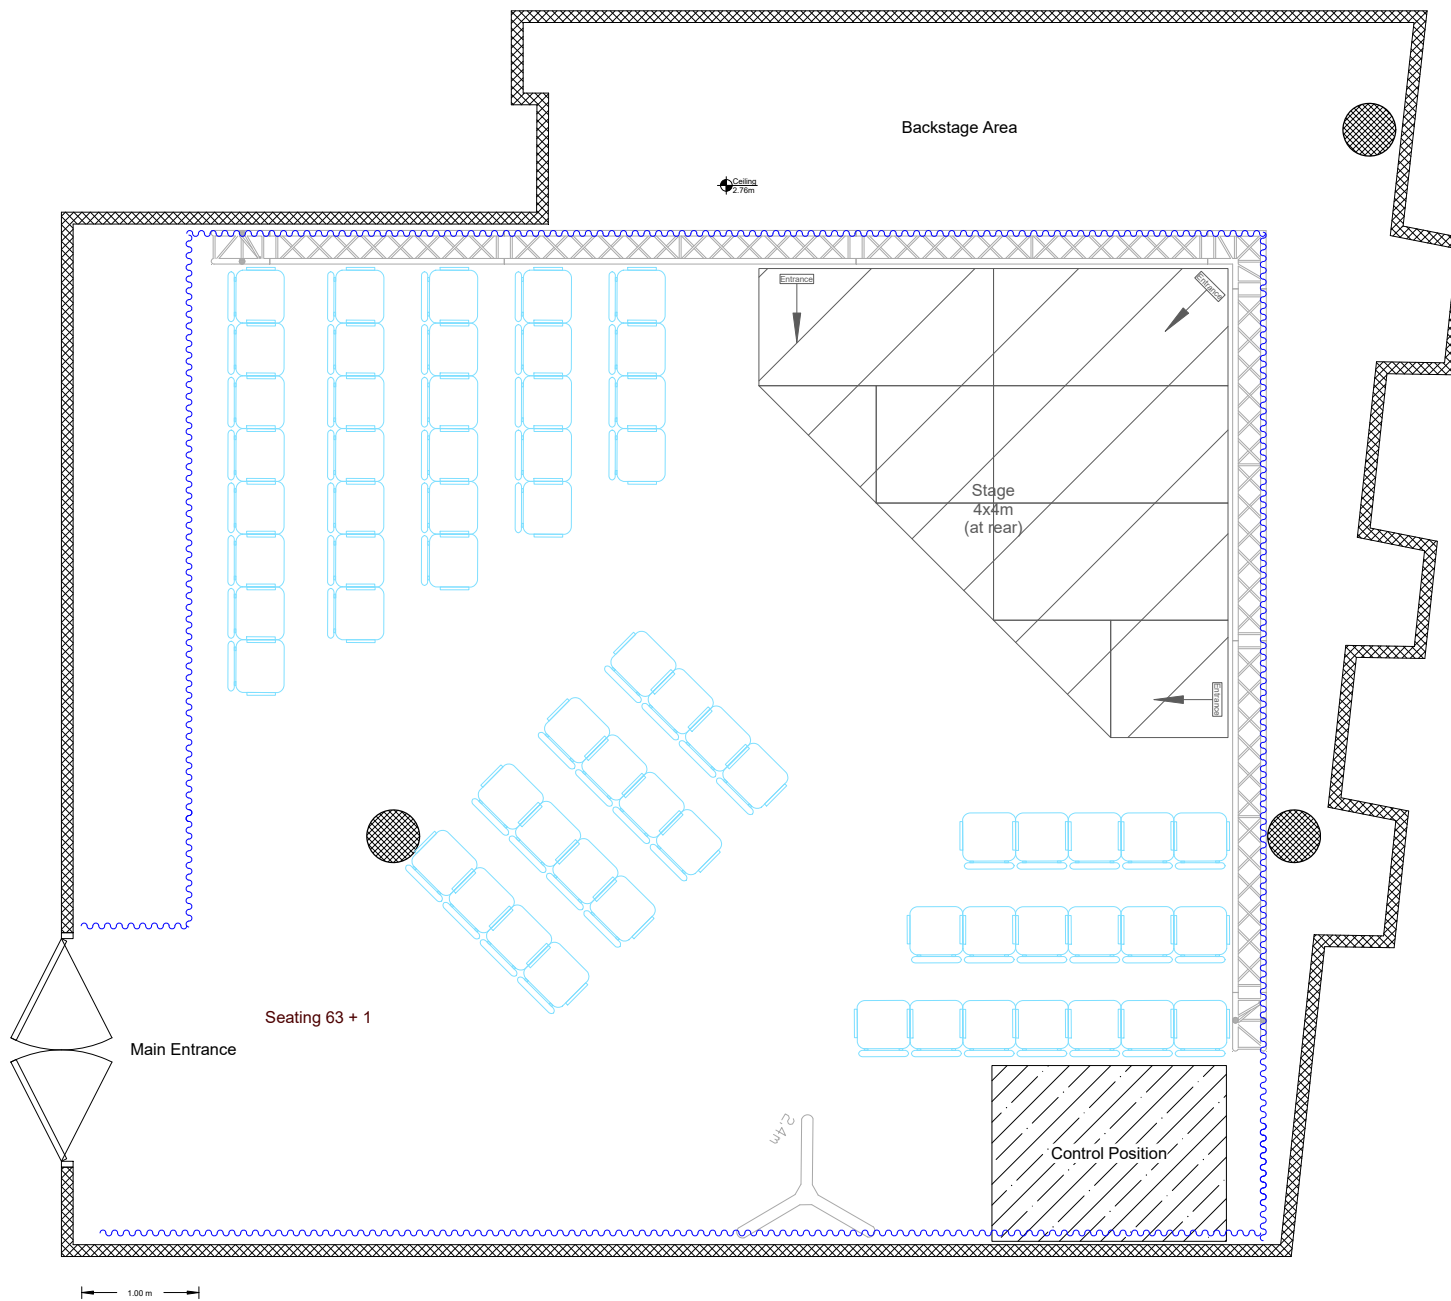 Backstage Area
Ceiling
2.76m
Entrance
Entrance
Stage
4x4m
(at rear)
Entrance
Seating 63 + 1
Main Entrance
2.4m
Control Position
1.00 m